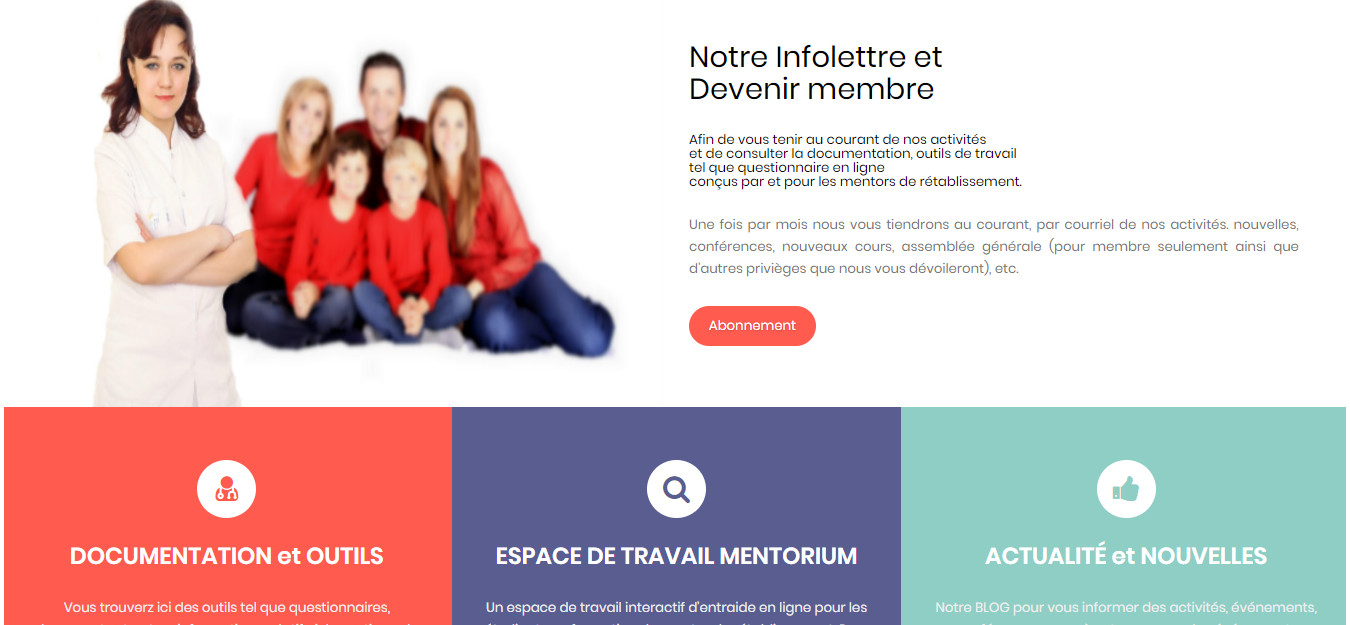 Notre Infolettre et
Devenir membre
Afin de vous tenir au courant de nos activités
et de consulter la documentation, outils de travail
tel que questionnaire en ligne
conçus par et pour les mentors de rétablissement.
Une fois par mois nous vous tiendrons au courant, par courriel de nos activités. nouvelles,
conférences, nouveaux cours, assemblée générale (pour membre seulement ainsi que
d'autres privièges que nous vous dévoileront), etc.
Abonnement
DOCUMENTATION et OUTILS
Vous trouverz ici des outils tel que questionnaires,
ESPACE DE TRAVAIL MENTORIUM
Un espace de travail interactif d'entraide en ligne pour les
ACTUALITÉ et NOUVELLES
Notre BLOG pour vous informer des activités, événements,